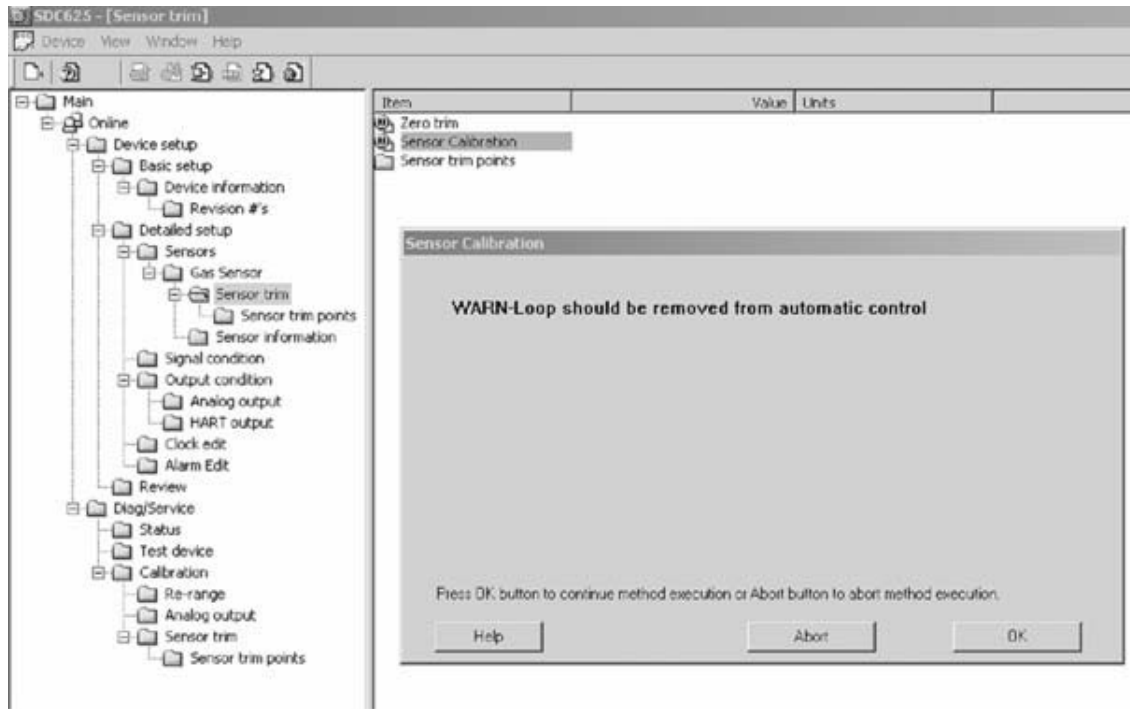 SDC625 - [Sensor trim]
Device View Window Help
Main
Online
Device setup
Basic setup
Device information
Revision #'s
Detailed setup
Sensors
Gas Sensor
Sensor trim
Sensor trim points
Sensor information
Signal condition
Output condition
Analog output
HART output
Clock edit
Alarm Edit
Review
Diag/Service
Status
Test device
Calibration
Re-range
Analog output
Sensor trim
Sensor trim points
Item Value Units
Zero trim
Sensor Calibration
Sensor trim points
Sensor Calibration
WARN-Loop should be removed from automatic control
Press OK button to continue method execution or Abort button to abort method execution.
Help Abort OK